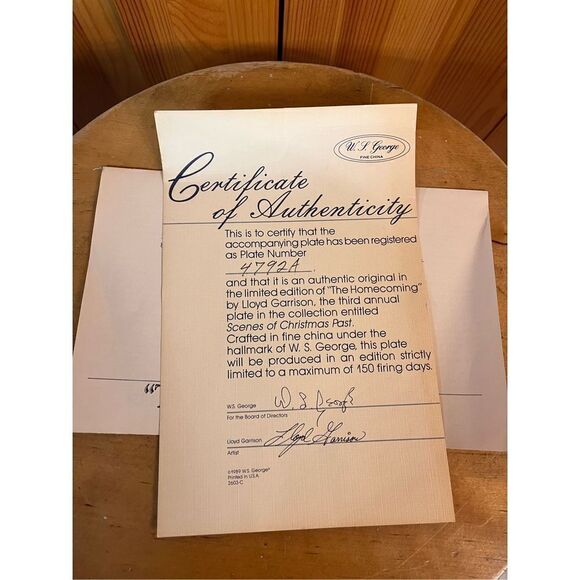 W. S. George
FINE CHINA
Certificate
of Authenticity
This is to certify that the
accompanying plate has been registered
as Plate Number
4792A.
and that it is an authentic original in
the limited edition of "The Homecoming"
by Lloyd Garrison, the third annual
plate in the collection entitled
Scenes of Christmas Past.
Crafted in fine china under the
hallmark of W. S. George, this plate
will be produced in an edition strictly
limited to a maximum of 150 firing days.
W.S. George W. S. George
For the Board of Directors
Lloyd Garrison Lloyd Garrison
Artist
©1989 W.S. George®
Printed in U.S.A.
3603-C